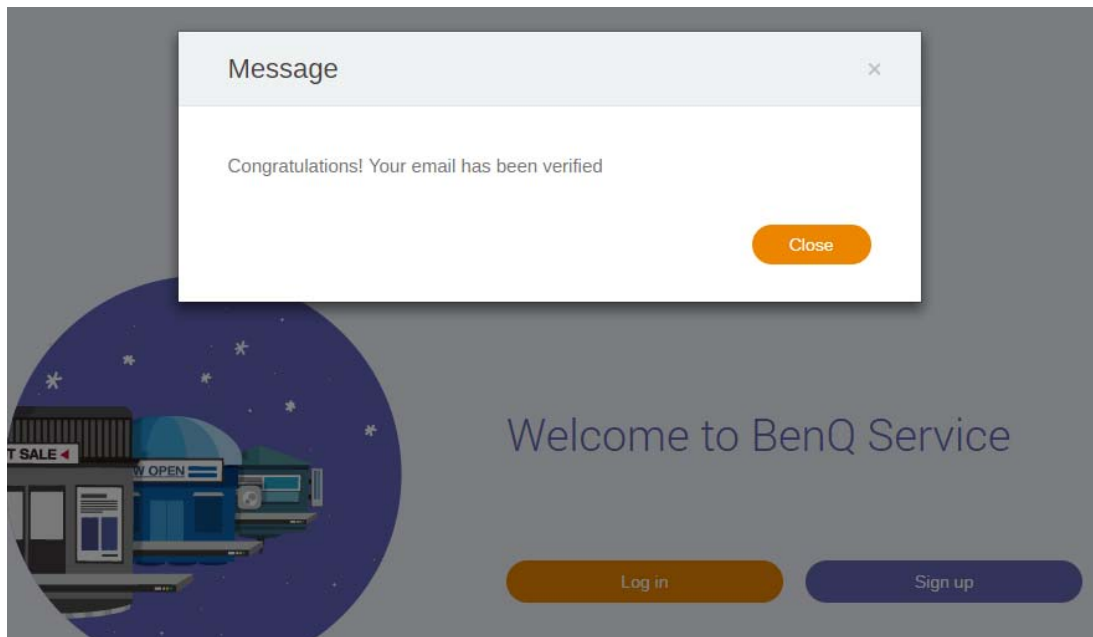 Message
×
Congratulations! Your email has been verified
Close
Welcome to BenQ Service
T SALE
W OPEN
Log in
Sign up